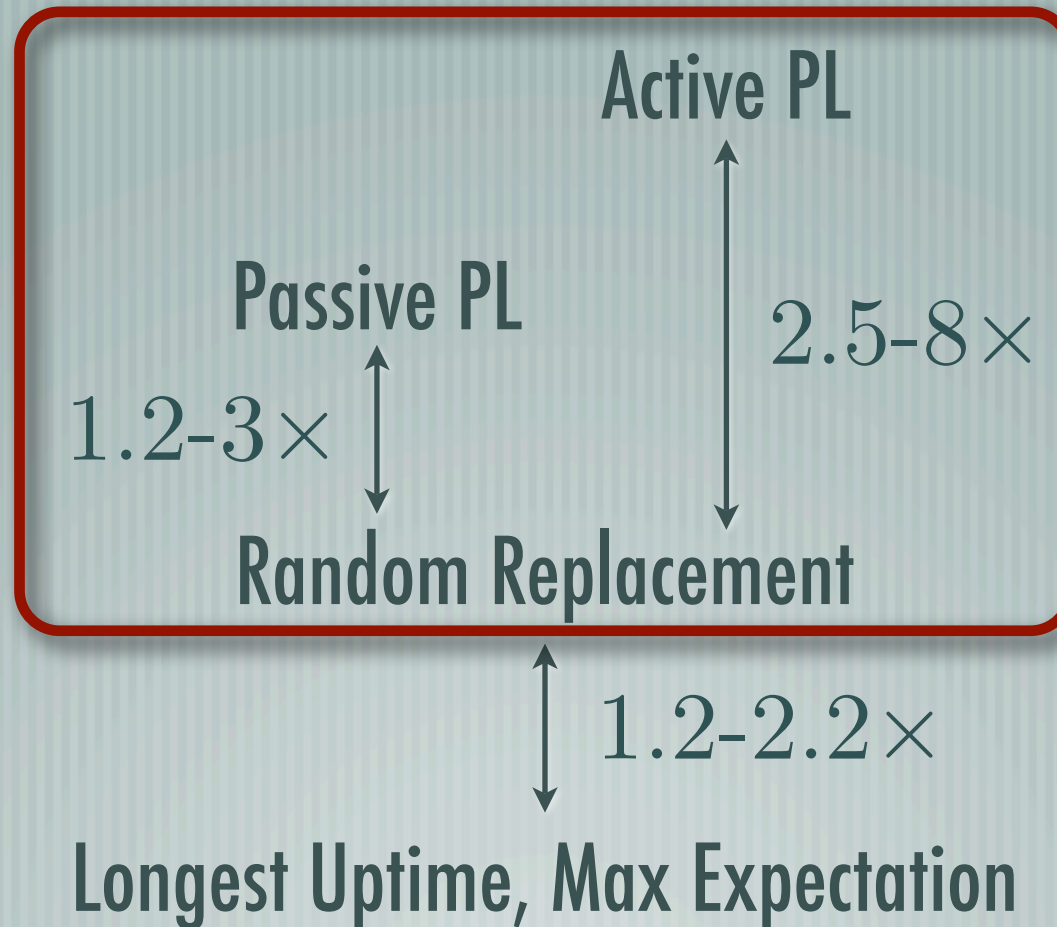 Active PL
Passive PL
2.5-8×
1.2-3×
Random Replacement
1.2-2.2×
Longest Uptime, Max Expectation